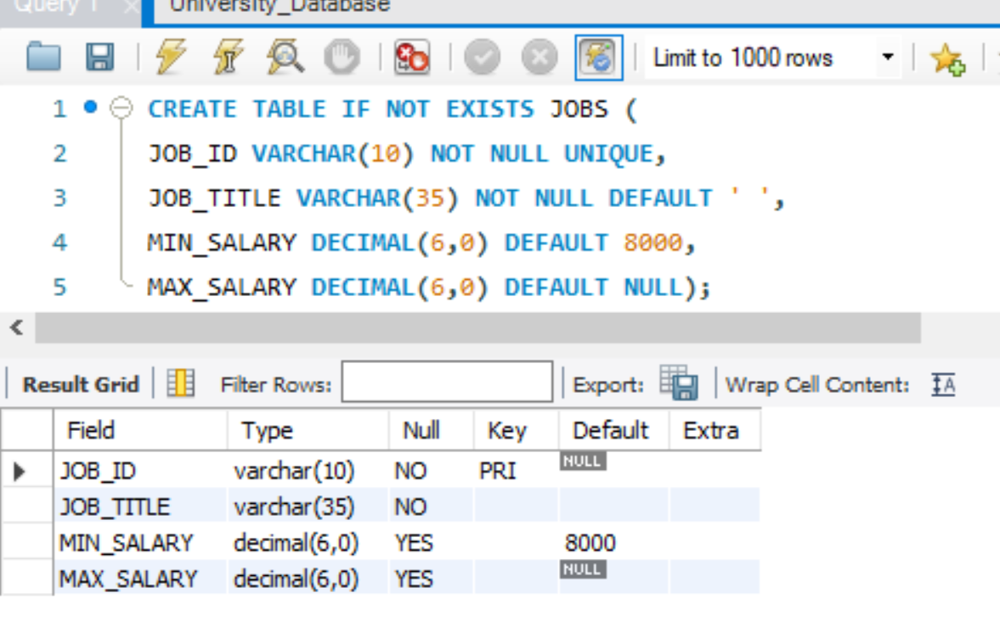 Query 1 University_Database
Limit to 1000 rows
1 CREATE TABLE IF NOT EXISTS JOBS (
2 JOB_ID VARCHAR(10) NOT NULL UNIQUE,
3 JOB_TITLE VARCHAR(35) NOT NULL DEFAULT ' ',
4 MIN_SALARY DECIMAL(6,0) DEFAULT 8000,
5 MAX_SALARY DECIMAL(6,0) DEFAULT NULL);
Result Grid Filter Rows: Export: Wrap Cell Content:
Field Type Null Key Default Extra
JOB_ID varchar(10) NO PRI NULL
JOB_TITLE varchar(35) NO
MIN_SALARY decimal(6,0) YES 8000
MAX_SALARY decimal(6,0) YES NULL